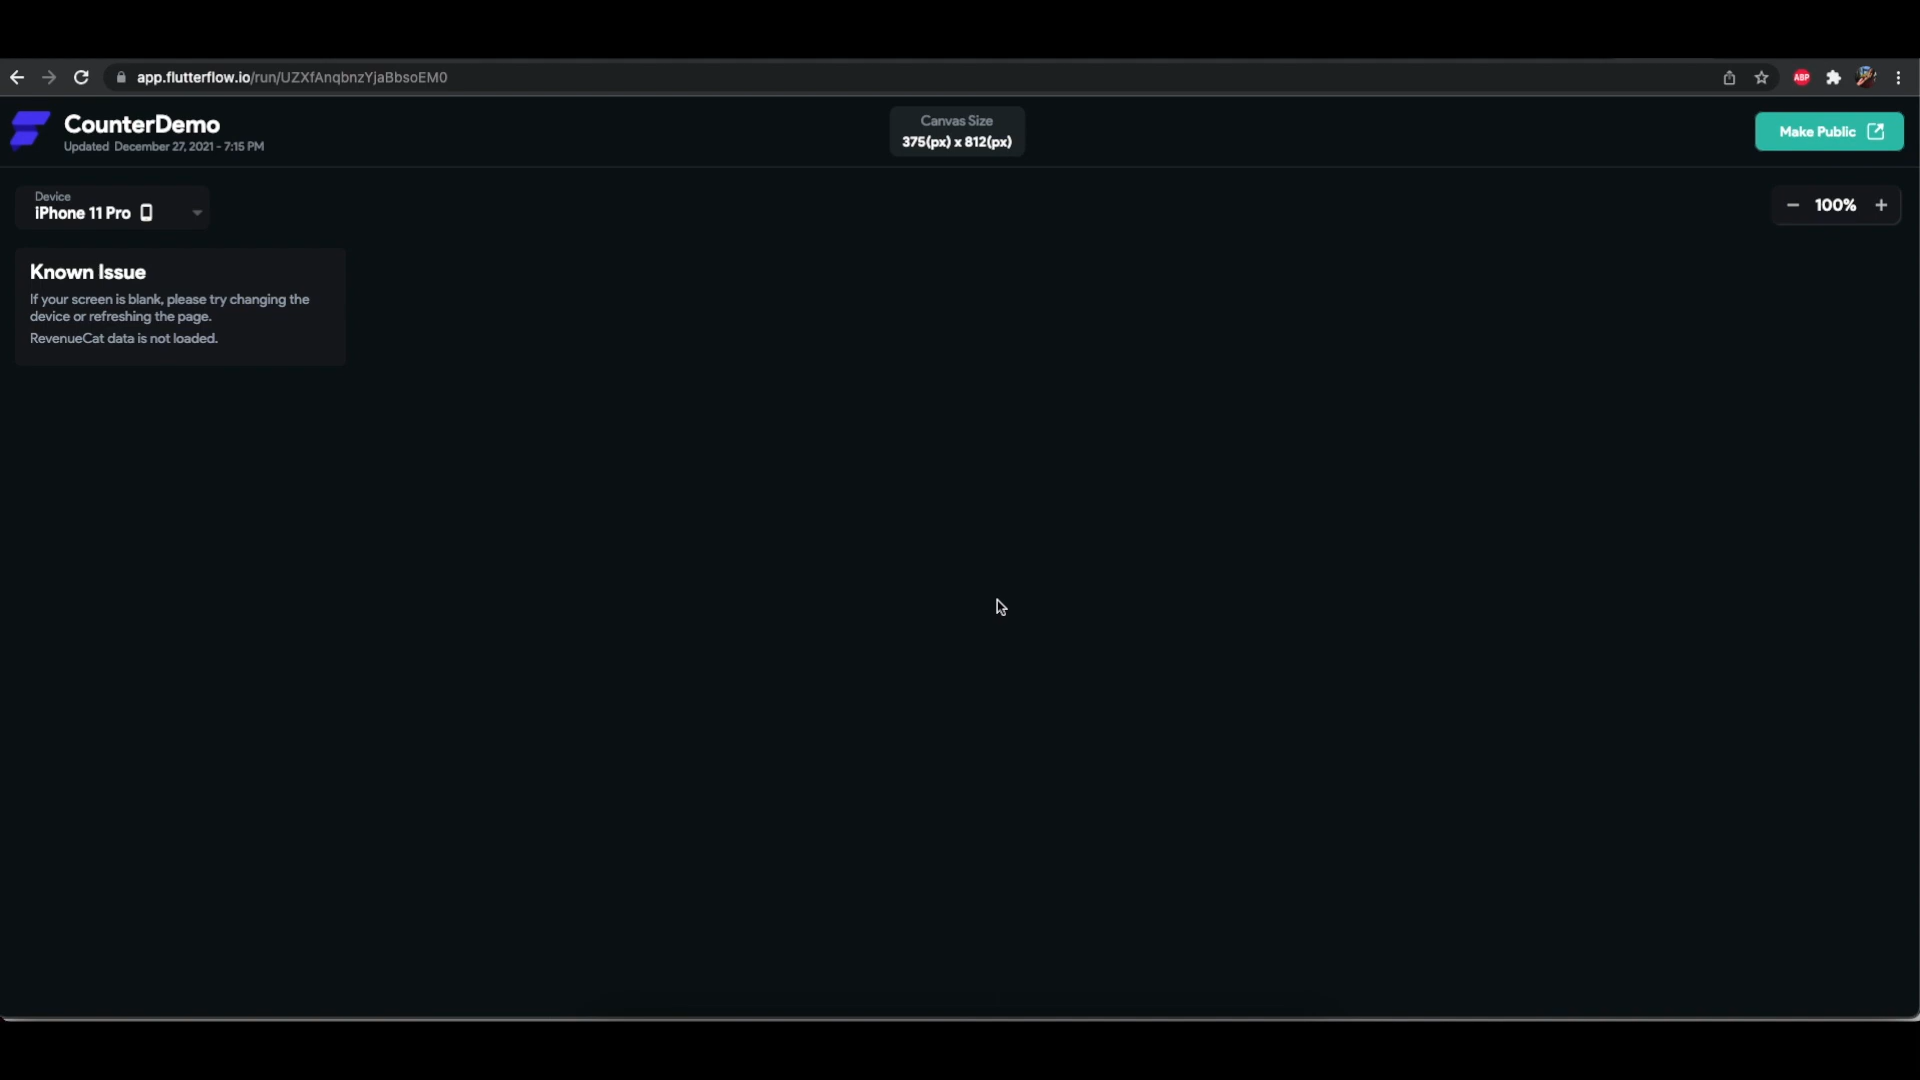 app.flutterflow.io/run/UZXfAnqbnzYjaBbsoEM0
ABP
CounterDemo
Updated December 27, 2021 - 7:15 PM
Canvas Size
375(px) x 812(px)
Make Public
Device
iPhone 11 Pro
100%
Known Issue
If your screen is blank, please try changing the
device or refreshing the page.
RevenueCat data is not loaded.